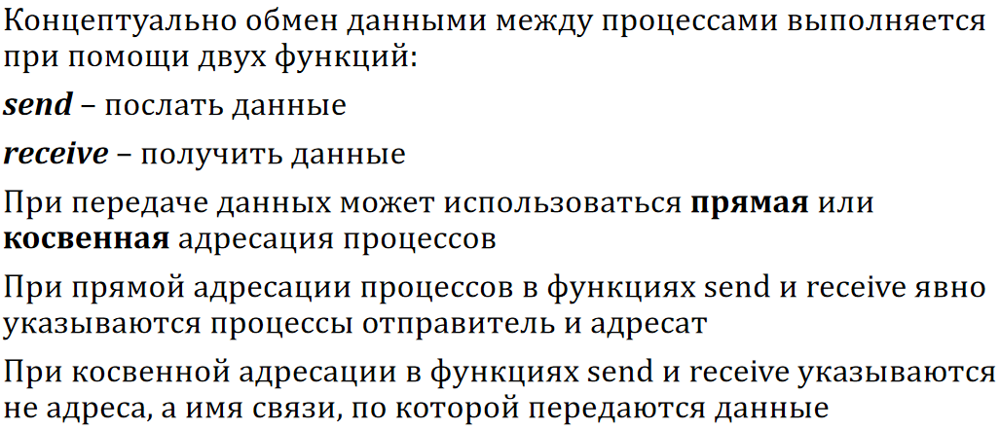 Концептуально обмен данными между процессами выполняется
при помощи двух функций:
send – послать данные
receive – получить данные
При передаче данных может использоваться прямая или
косвенная адресация процессов
При прямой адресации процессов в функциях send и receive явно
указываются процессы отправитель и адресат
При косвенной адресации в функциях send и receive указываются
не адреса, а имя связи, по которой передаются данные